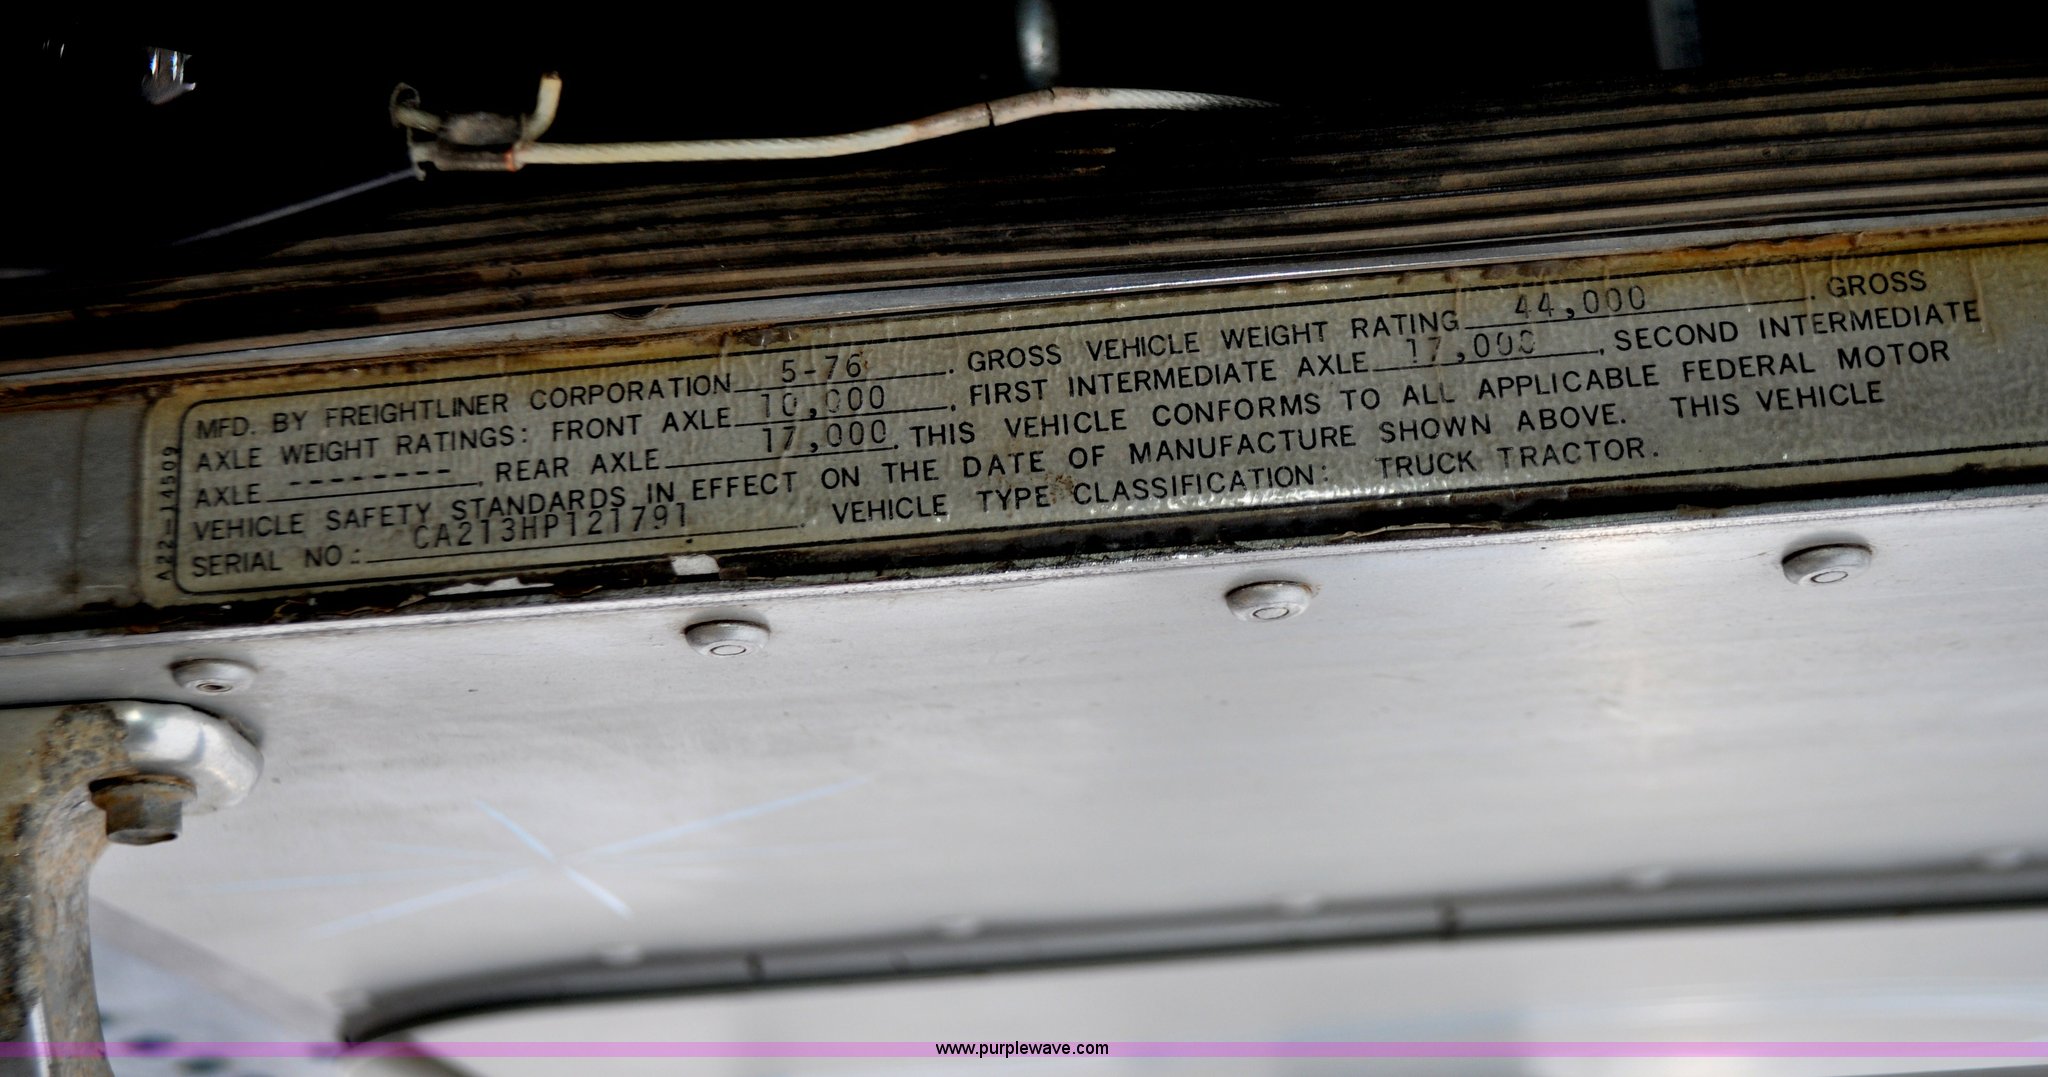 MFD. BY FREIGHTLINER CORPORATION 5-76 . GROSS VEHICLE WEIGHT RATING 44,000 . GROSS
AXLE WEIGHT RATINGS: FRONT AXLE 10,000 , FIRST INTERMEDIATE AXLE 17,000 , SECOND INTERMEDIATE
AXLE -------- , REAR AXLE 17,000 . THIS VEHICLE CONFORMS TO ALL APPLICABLE FEDERAL MOTOR
VEHICLE SAFETY STANDARDS IN EFFECT ON THE DATE OF MANUFACTURE SHOWN ABOVE. THIS VEHICLE
SERIAL NO.: CA213HP121791 . VEHICLE TYPE CLASSIFICATION: TRUCK TRACTOR.
A22-14509
www.purplewave.com